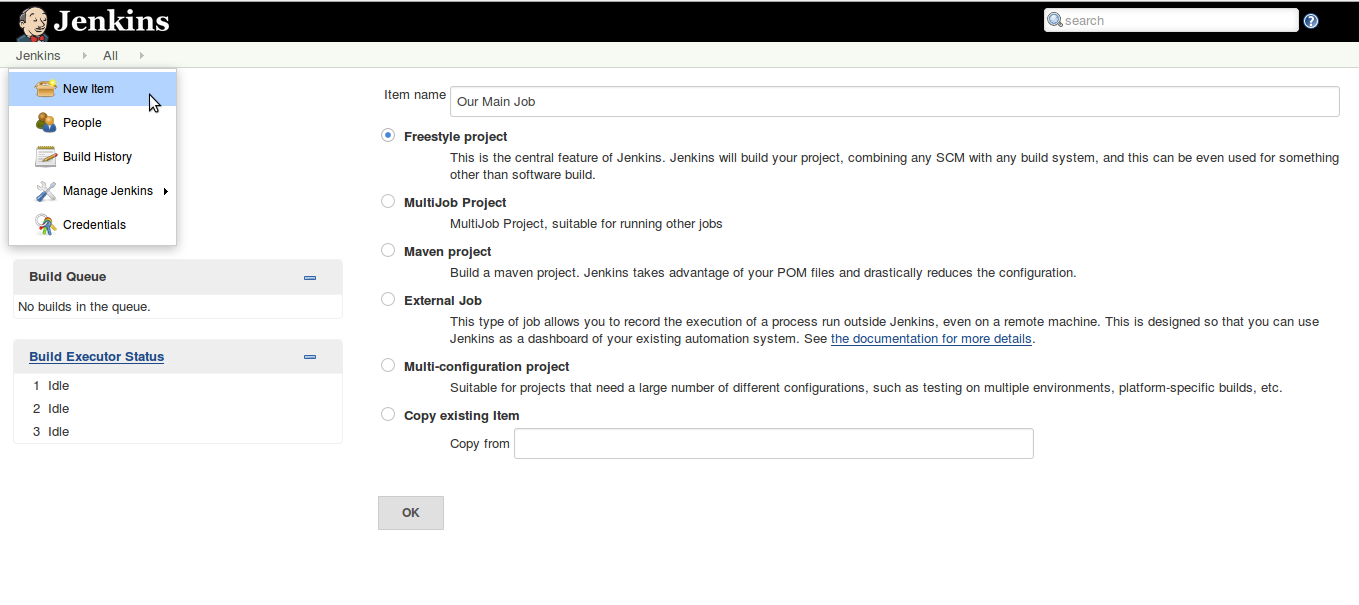 Jenkins
search
Jenkins All
New Item
People
Build History
Manage Jenkins
Credentials
Build Queue
No builds in the queue.
Build Executor Status
1 Idle
2 Idle
3 Idle
Item name Our Main Job
Freestyle project
This is the central feature of Jenkins. Jenkins will build your project, combining any SCM with any build system, and this can be even used for something
other than software build.
MultiJob Project
MultiJob Project, suitable for running other jobs
Maven project
Build a maven project. Jenkins takes advantage of your POM files and drastically reduces the configuration.
External Job
This type of job allows you to record the execution of a process run outside Jenkins, even on a remote machine. This is designed so that you can use
Jenkins as a dashboard of your existing automation system. See the documentation for more details.
Multi-configuration project
Suitable for projects that need a large number of different configurations, such as testing on multiple environments, platform-specific builds, etc.
Copy existing Item
Copy from
OK